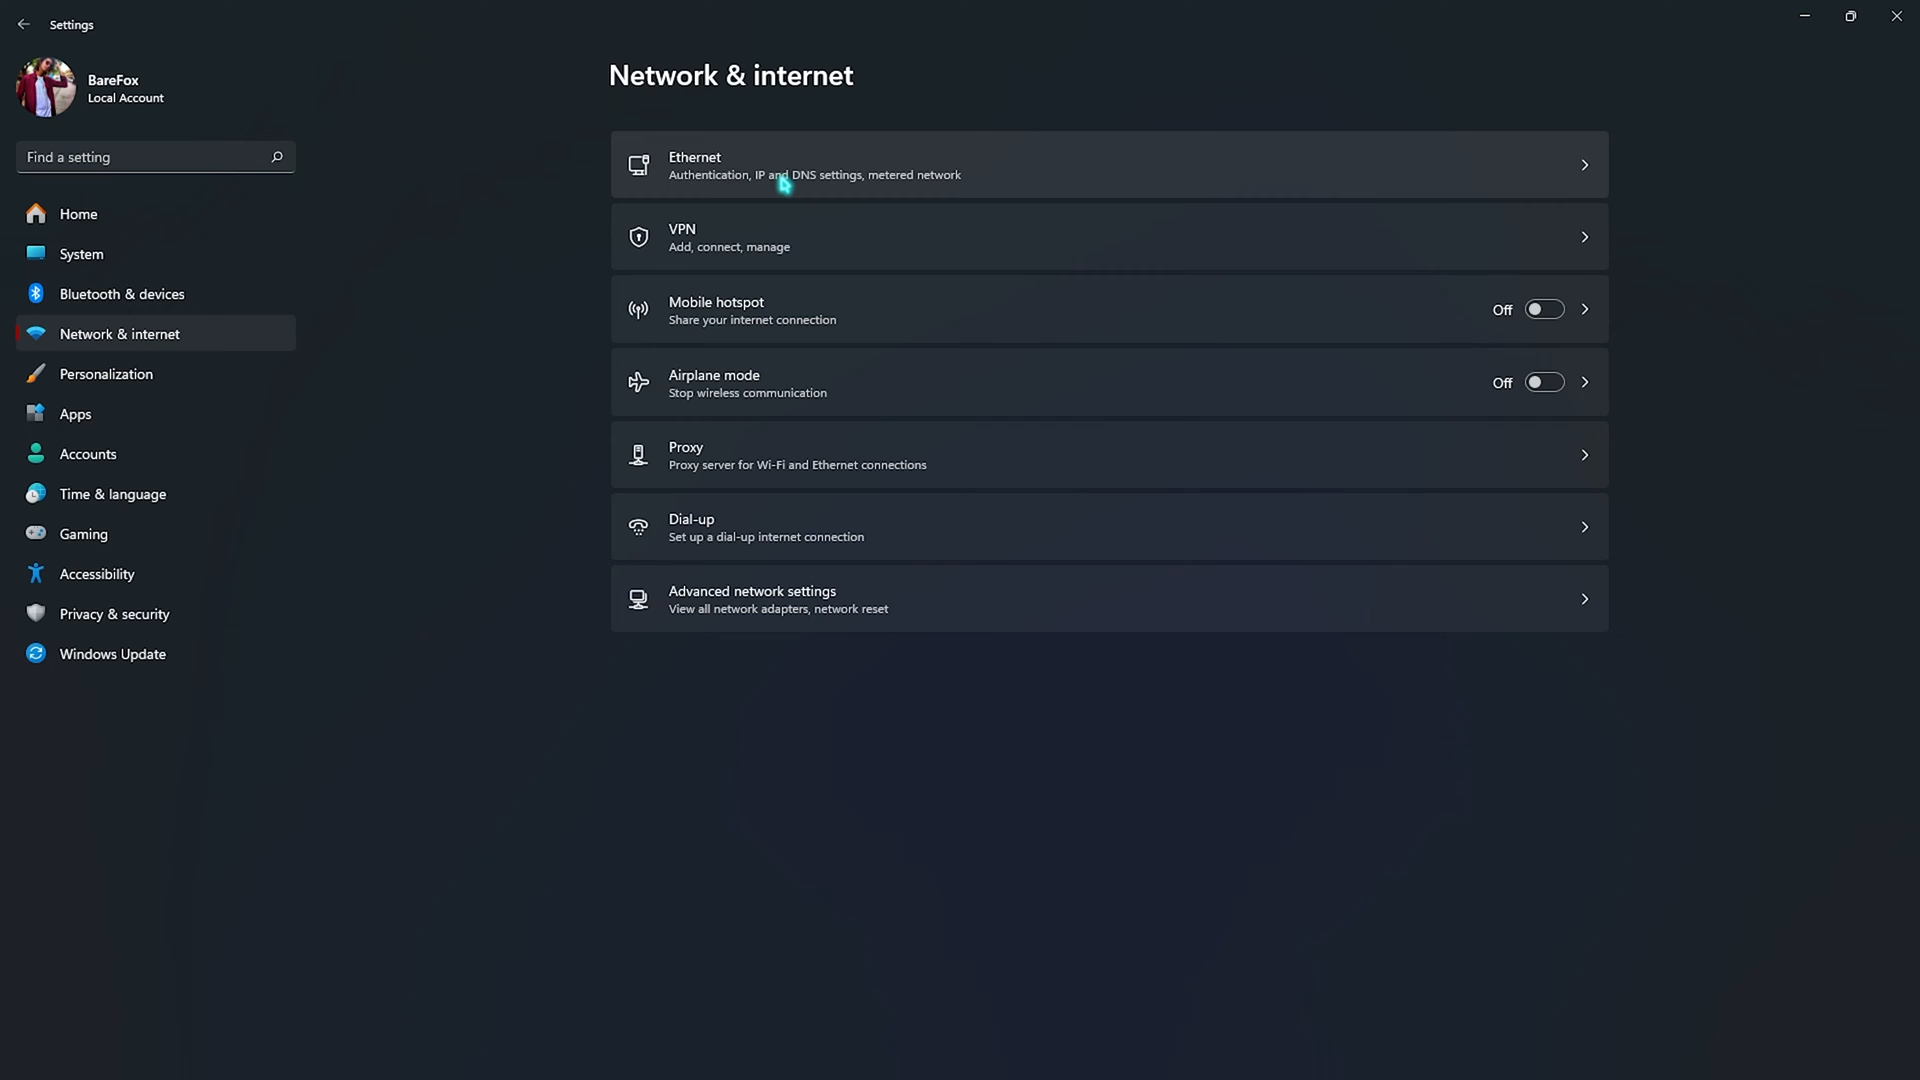 Settings
BareFox
Local Account
Find a setting
Home
System
Bluetooth & devices
Network & internet
Personalization
Apps
Accounts
Time & language
Gaming
Accessibility
Privacy & security
Windows Update
Network & internet
Ethernet
Authentication, IP and DNS settings, metered network
VPN
Add, connect, manage
Mobile hotspot
Share your internet connection
Off
Airplane mode
Stop wireless communication
Off
Proxy
Proxy server for Wi-Fi and Ethernet connections
Dial-up
Set up a dial-up internet connection
Advanced network settings
View all network adapters, network reset